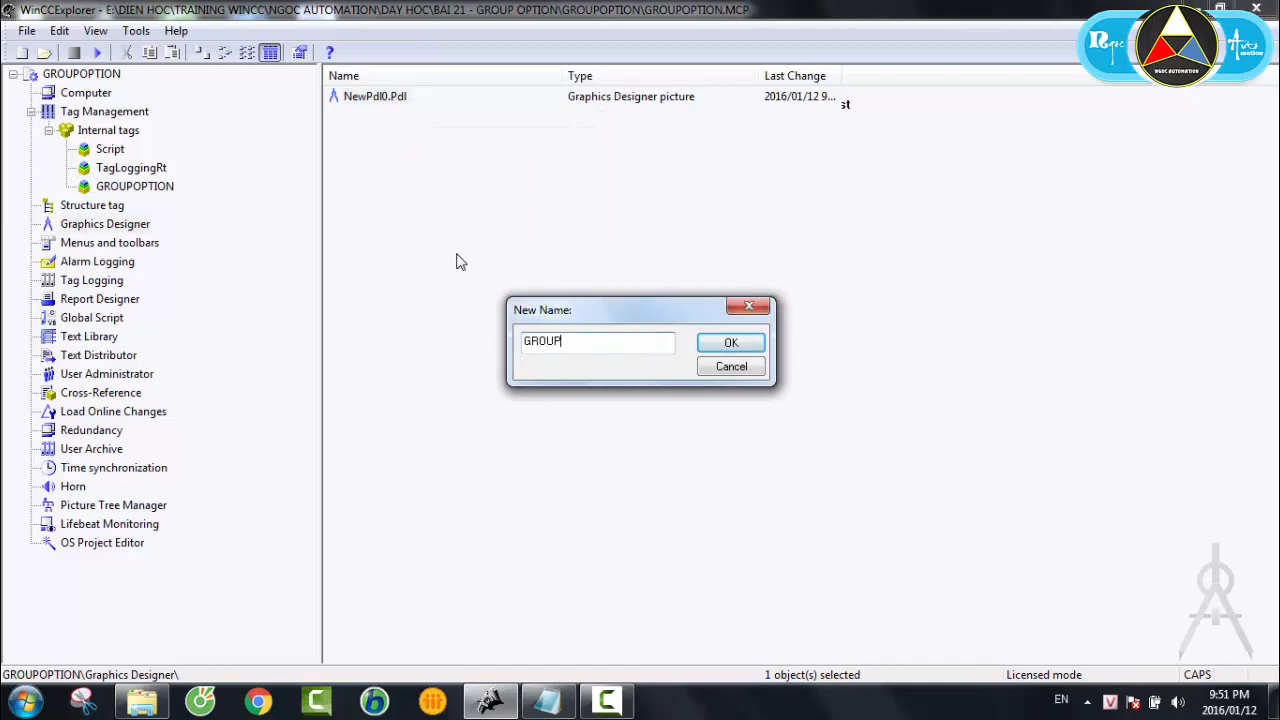 WinCCExplorer - E:\DIEN HOC\TRAINING WINCC\NGOC AUTOMATION\DAY HOC\BAI 21 - GROUP OPTION\GROUPOPTION\GROUPOPTION.MCP
File Edit View Tools Help
Ngoc Automation
NGOC AUTOMATION
GROUPOPTION
Computer
Tag Management
Internal tags
Script
TagLoggingRt
GROUPOPTION
Structure tag
Graphics Designer
Menus and toolbars
Alarm Logging
Tag Logging
Report Designer
Global Script
Text Library
Text Distributor
User Administrator
Cross-Reference
Load Online Changes
Redundancy
User Archive
Time synchronization
Horn
Picture Tree Manager
Lifebeat Monitoring
OS Project Editor
Name Type Last Change
NewPdl0.Pdl Graphics Designer picture 2016/01/12 9...
st
New Name:
GROUP
OK
Cancel
GROUPOPTION\Graphics Designer\ 1 object(s) selected Licensed mode CAPS
EN
9:51 PM
2016/01/12